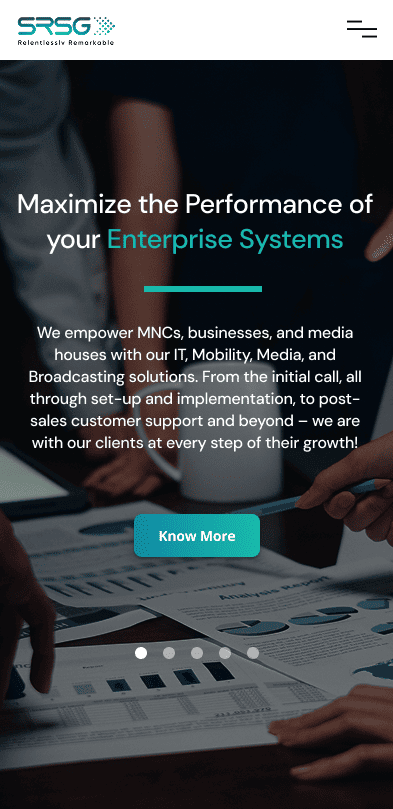 SRSG
Relentlessly Remarkable
Maximize the Performance of
your Enterprise Systems
We empower MNCs, businesses, and media
houses with our IT, Mobility, Media, and
Broadcasting solutions. From the initial call, all
through set-up and implementation, to post-
sales customer support and beyond – we are
with our clients at every step of their growth!
Know More
Analysis Report